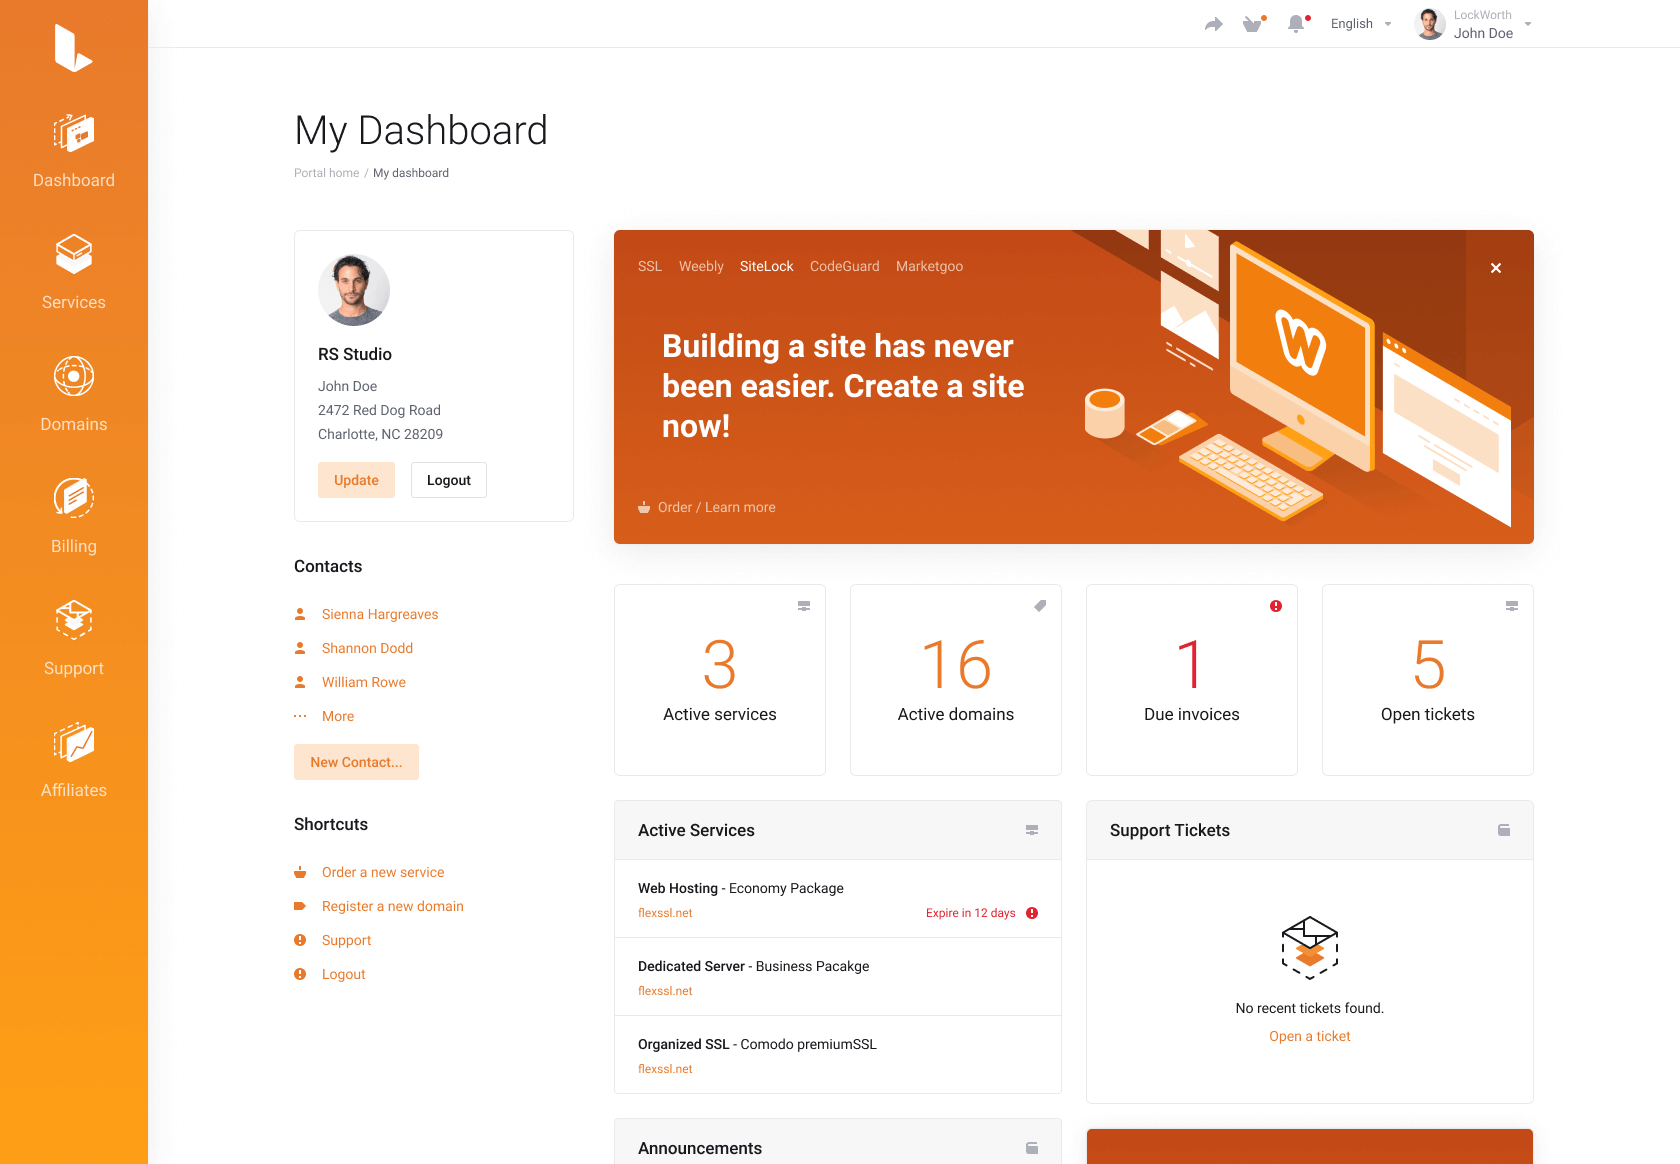 English
LockWorth
John Doe
Dashboard
Services
Domains
Billing
Support
Affiliates
My Dashboard
Portal home / My dashboard
RS Studio
John Doe
2472 Red Dog Road
Charlotte, NC 28209
Update
Logout
Contacts
Sienna Hargreaves
Shannon Dodd
William Rowe
More
New Contact...
Shortcuts
Order a new service
Register a new domain
Support
Logout
SSL Weebly SiteLock CodeGuard Marketgoo
Building a site has never
been easier. Create a site
now!
Order / Learn more
3
Active services
16
Active domains
1
Due invoices
5
Open tickets
Active Services
Web Hosting - Economy Package
flexssl.net
Expire in 12 days
Dedicated Server - Business Pacakge
flexssl.net
Organized SSL - Comodo premiumSSL
flexssl.net
Support Tickets
No recent tickets found.
Open a ticket
Announcements